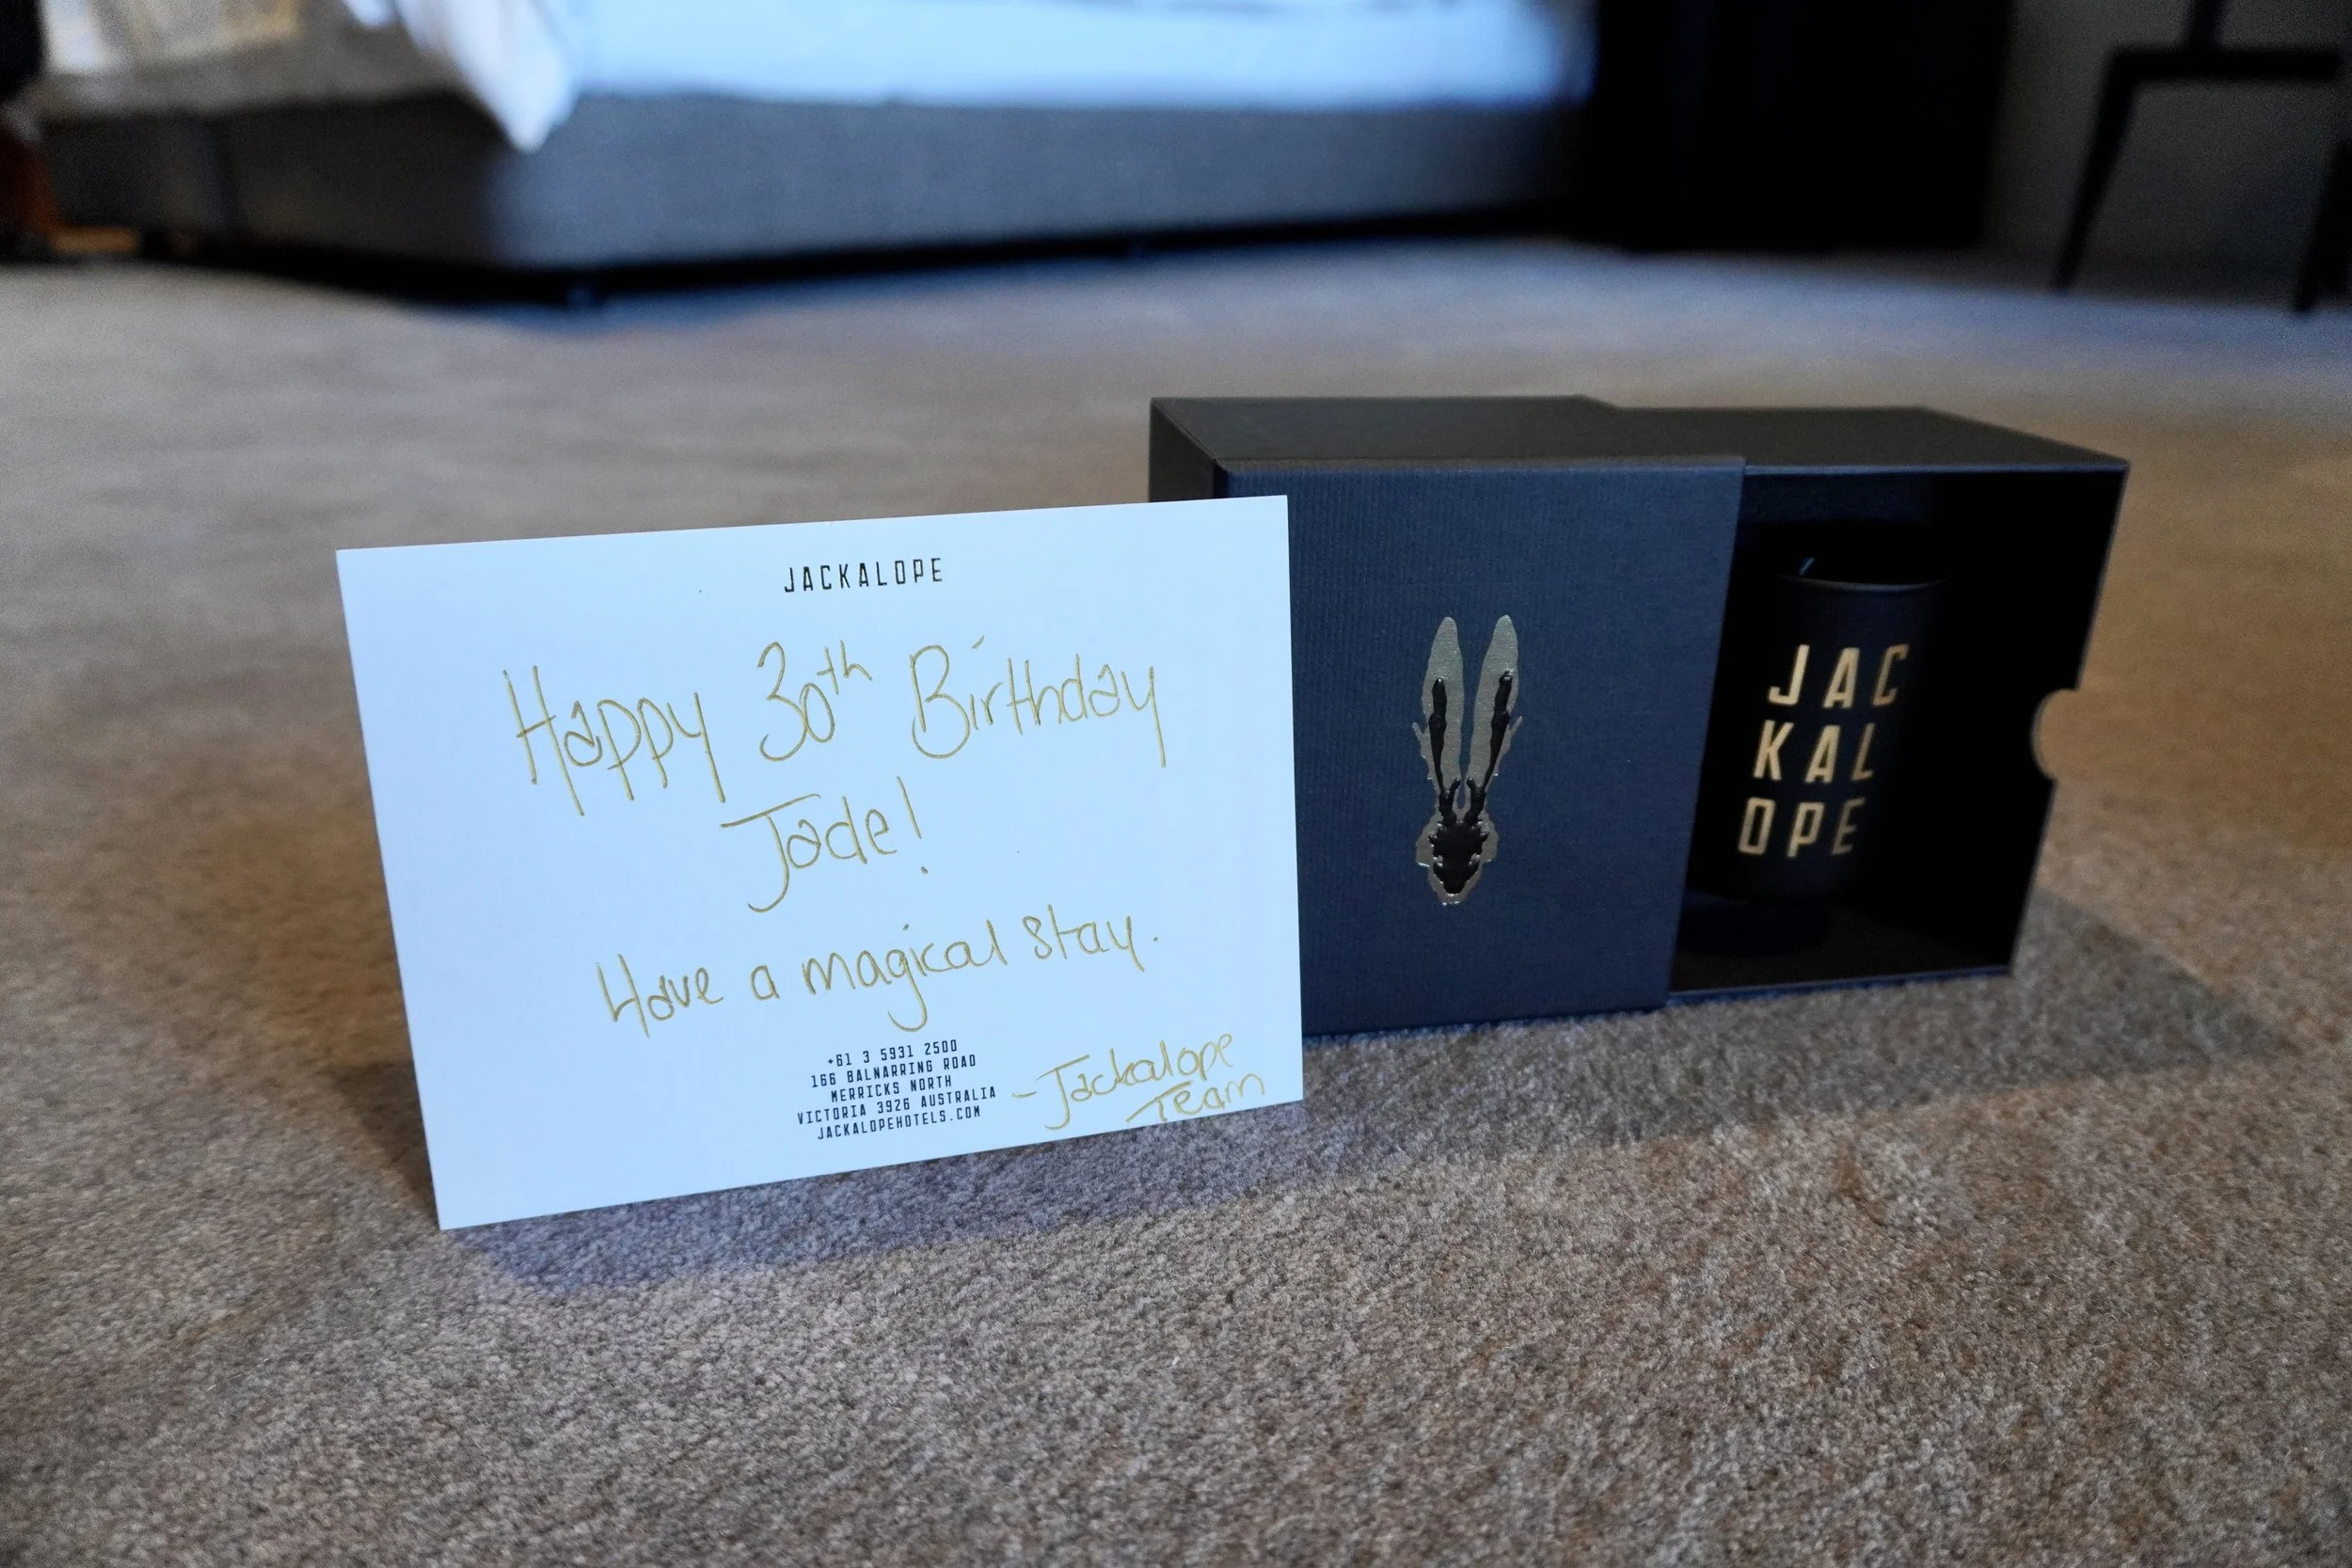 JACKALOPE
Happy 30th Birthday
Jade!
Have a magical stay.
+61 3 5931 2500
166 BALNARRING ROAD
MERRICKS NORTH
VICTORIA 3926 AUSTRALIA
JACKALOPEHOTELS.COM
-Jackalope
Team
JAC
KAL
OPE